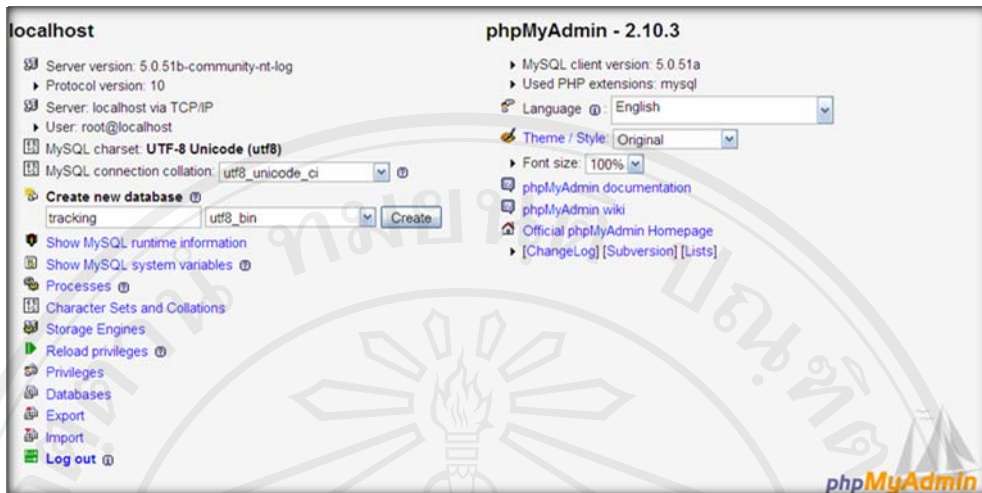 localhost
Server version: 5.0.51b-community-nt-log
Protocol version: 10
Server: localhost via TCP/IP
User: root@localhost
MySQL charset: UTF-8 Unicode (utf8)
MySQL connection collation: utf8_unicode_ci
Create new database
tracking utf8_bin Create
Show MySQL runtime information
Show MySQL system variables
Processes
Character Sets and Collations
Storage Engines
Reload privileges
Privileges
Databases
Export
Import
Log out
phpMyAdmin - 2.10.3
MySQL client version: 5.0.51a
Used PHP extensions: mysql
Language : English
Theme / Style: Original
Font size: 100%
phpMyAdmin documentation
phpMyAdmin wiki
Official phpMyAdmin Homepage
[ChangeLog] [Subversion] [Lists]
phpMyAdmin